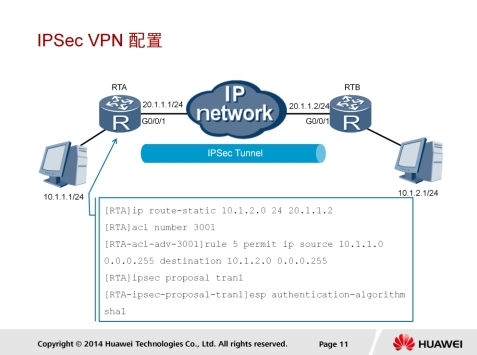 IPSec VPN 配置
RTA
RTB
20.1.1.1/24
IP
network
20.1.1.2/24
R
G0/0/1
G0/0/1
R
IPSec Tunnel
10.1.1.1/24
10.1.2.1/24
[RTA]ip route-static 10.1.2.0 24 20.1.1.2
[RTA]acl number 3001
[RTA-acl-adv-3001]rule 5 permit ip source 10.1.1.0
0.0.0.255 destination 10.1.2.0 0.0.0.255
[RTA]ipsec proposal tran1
[RTA-ipsec-proposal-tran1]esp authentication-algorithm
sha1
Copyright © 2014 Huawei Technologies Co., Ltd. All rights reserved.
Page 11
HUAWEI